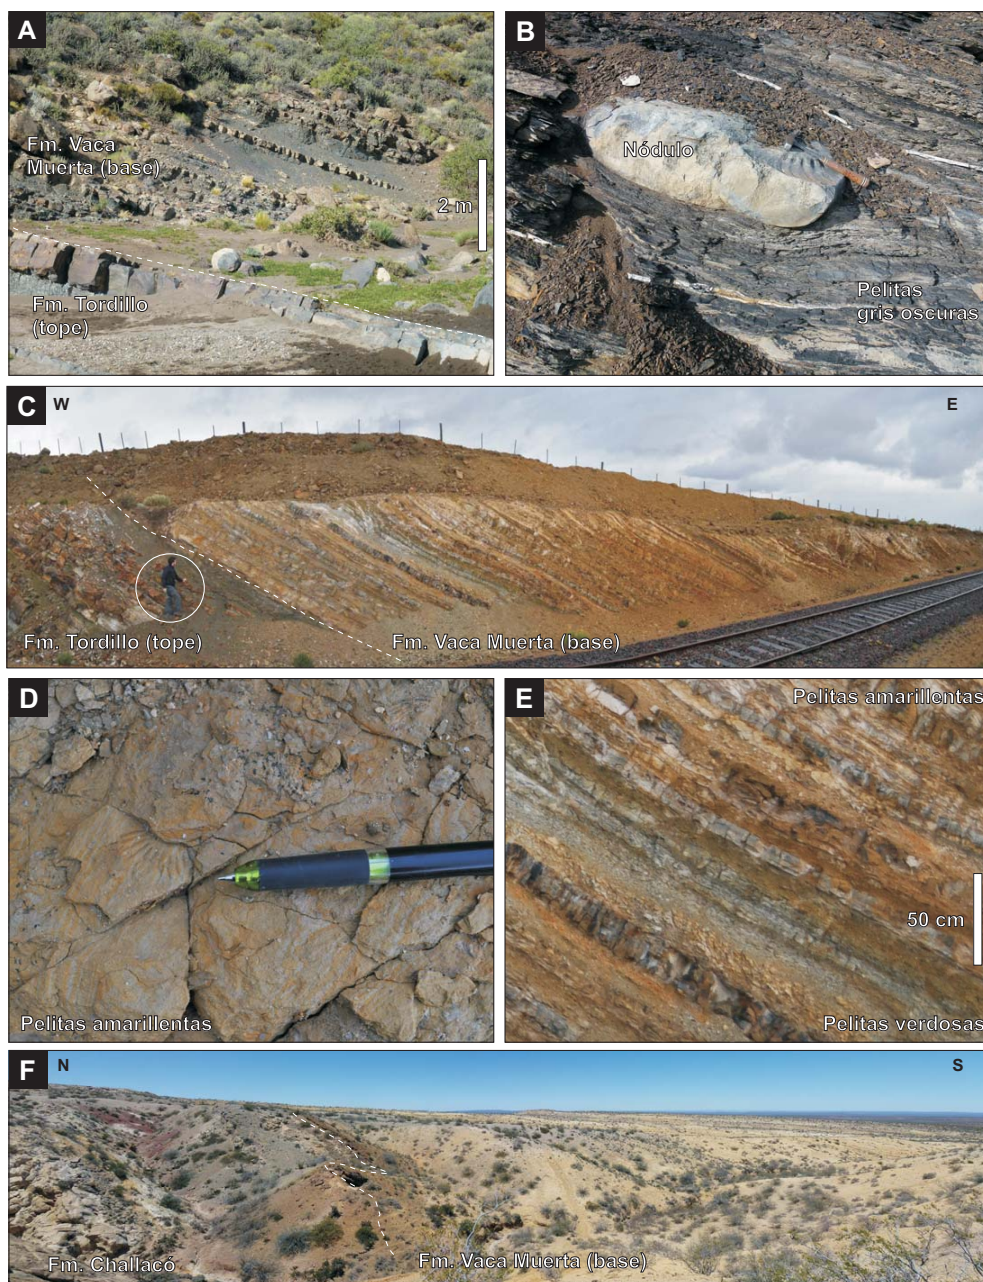 A
Fm. Vaca
Muerta (base)
2 m
Fm. Tordillo
(tope)
B
Nódulo
Pelitas
gris oscuras
C
W
E
Fm. Tordillo (tope)
Fm. Vaca Muerta (base)
D
Pelitas amarillentas
E
Pelitas amarillentas
50 cm
Pelitas verdosas
F
N
S
Fm. Challacó
Fm. Vaca Muerta (base)